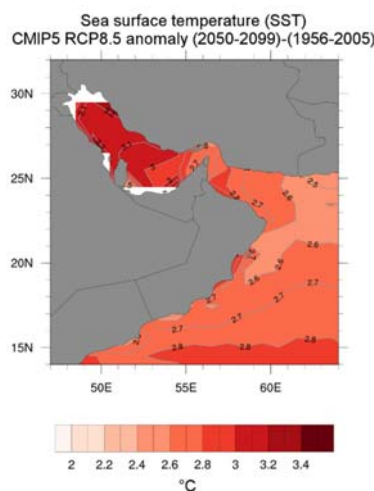 Sea surface temperature (SST)
CMIP5 RCP8.5 anomaly (2050-2099)-(1956-2005)
30N
25N
20N
15N
50E
55E
60E
2.7
2.7
2.5
2.6
2.6
2.6
2.7
2.7
2.7
2.8
2.8
2.8
2 2.2 2.4 2.6 2.8 3 3.2 3.4
°C